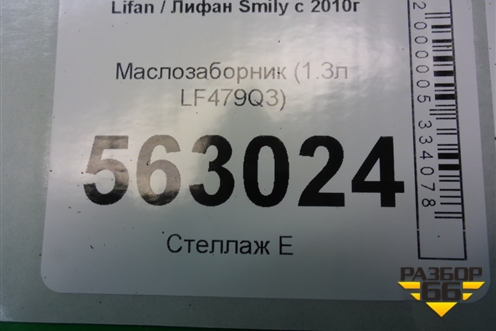 Lifan / Лифан Smily с 2010г
Маслозаборник (1.3л
LF479Q3)
563024
Стеллаж Е
2000005334078
РАЗБОР
66